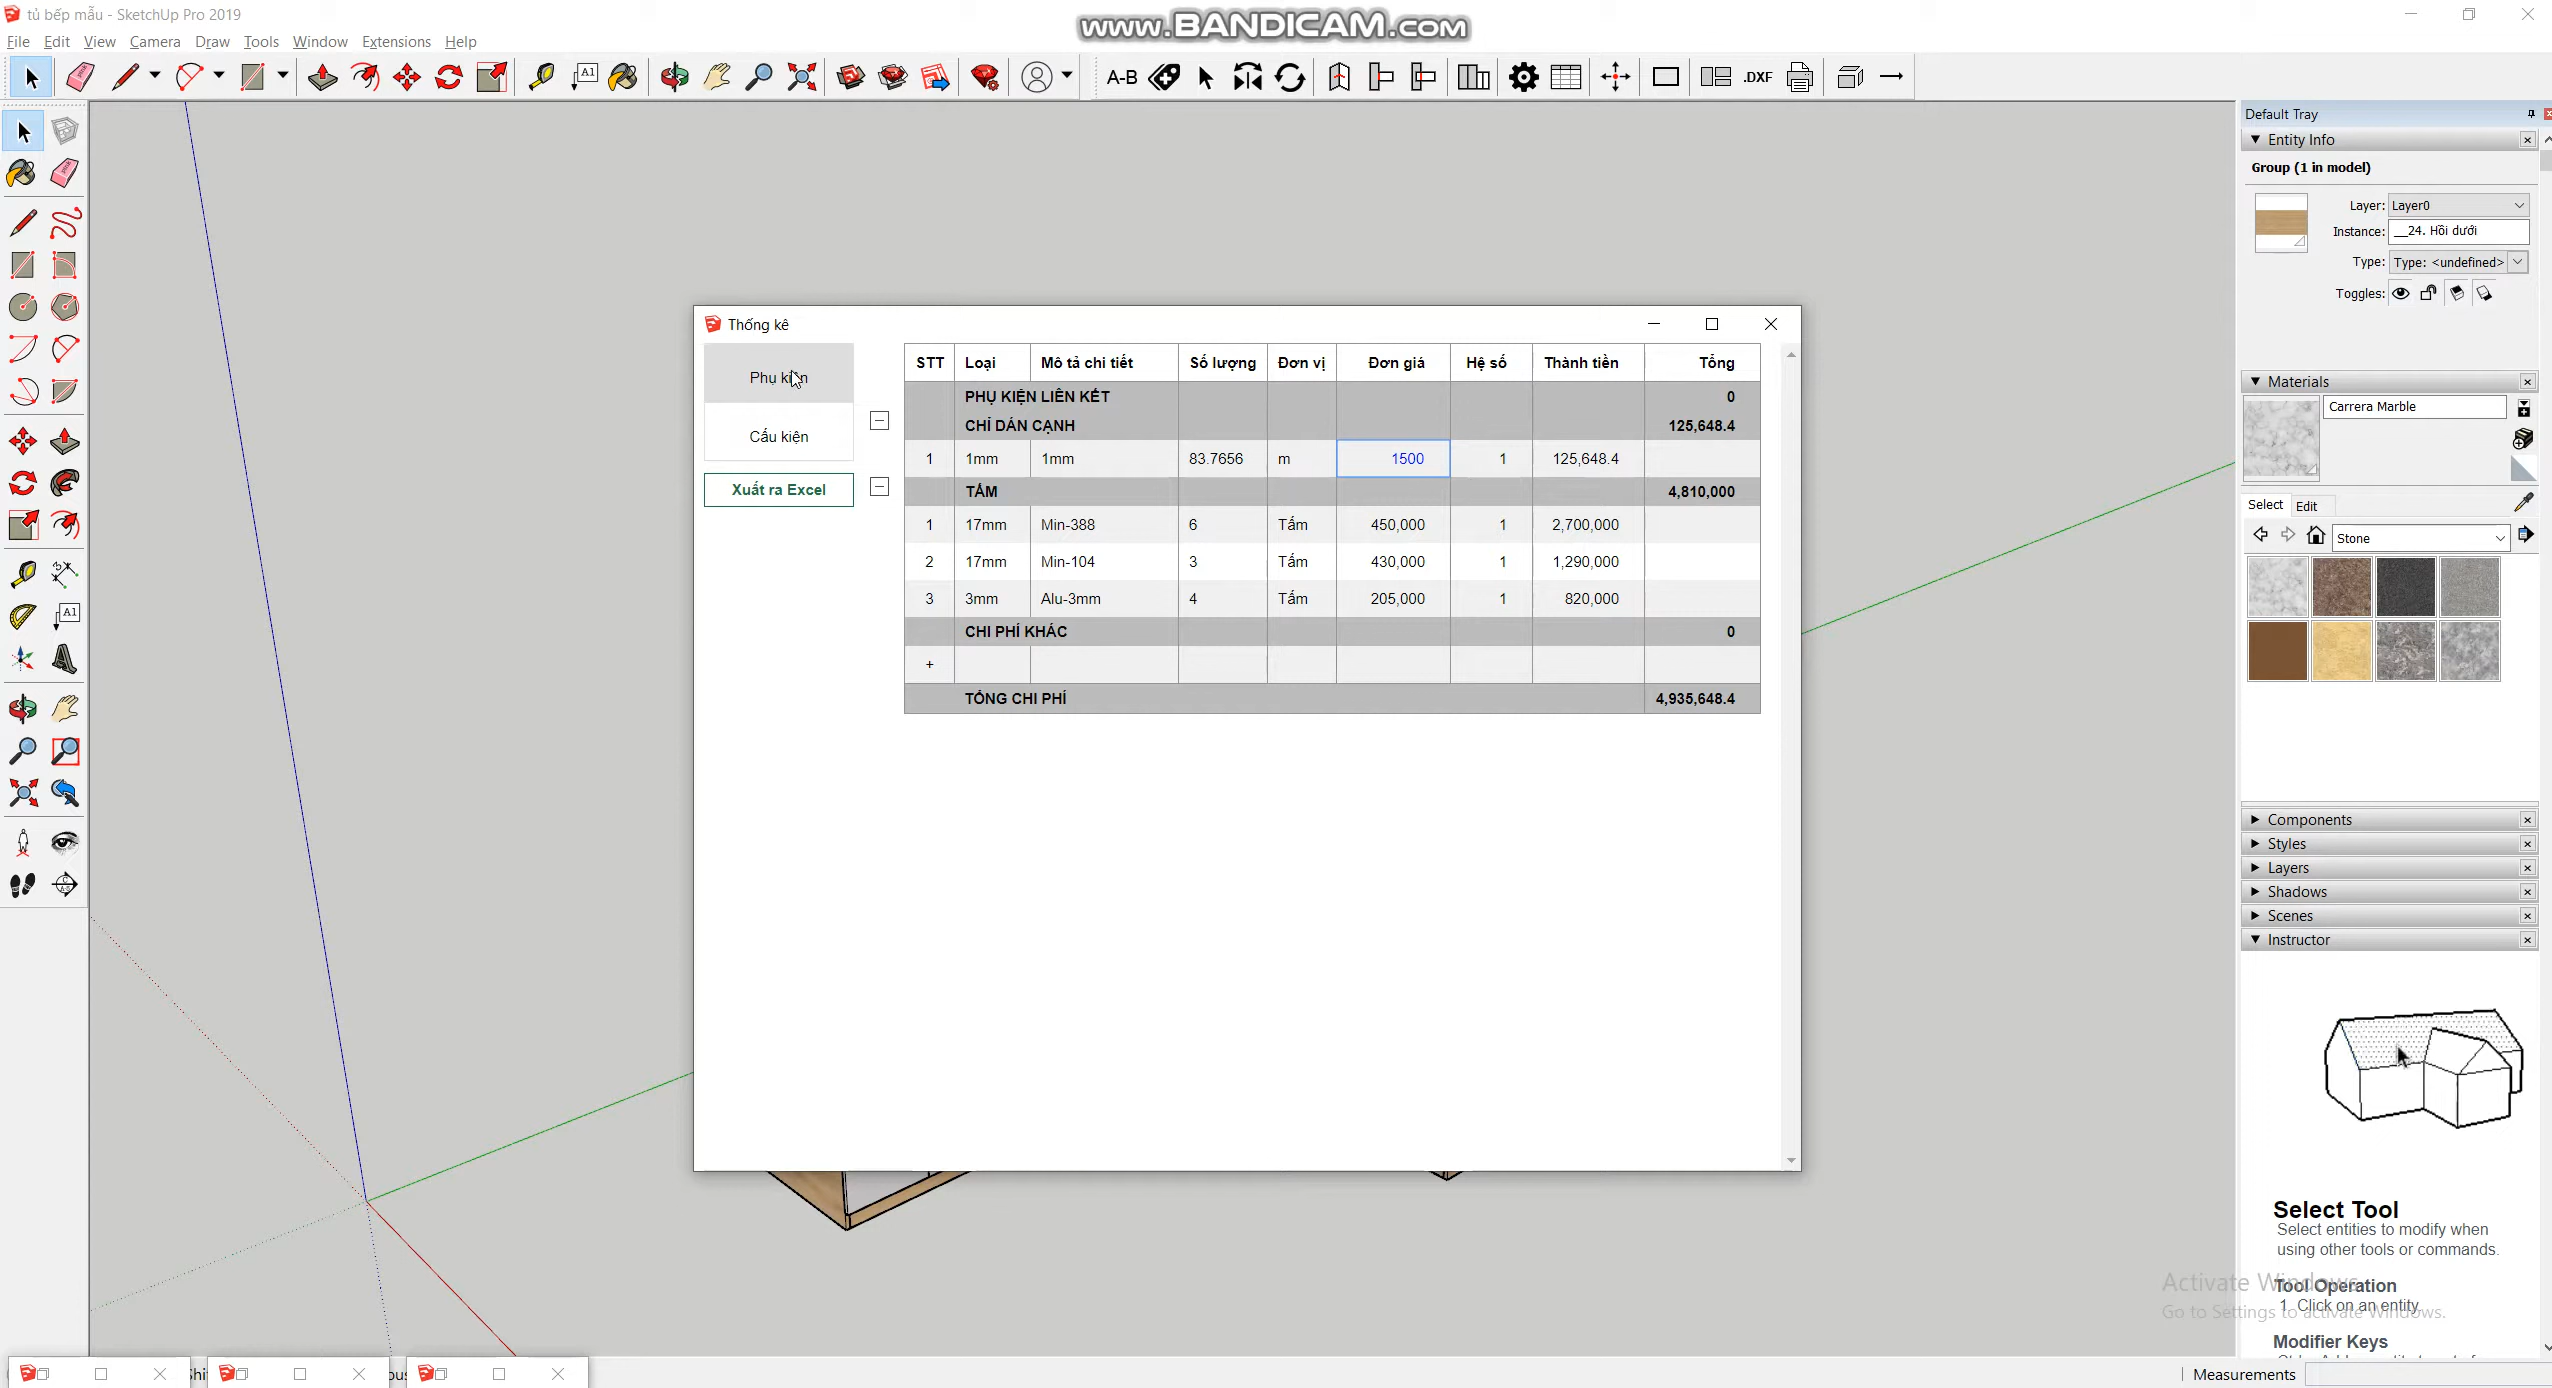 tủ bếp mẫu - SketchUp Pro 2019
www.BANDICAM.com
File Edit View Camera Draw Tools Window Extensions Help
A1
A-B
.DXF
Default Tray
Entity Info
Group (1 in model)
Layer: Layer0
Instance: __24. Hồi dưới
Type: Type: <undefined>
Toggles:
Materials
Carrera Marble
Select Edit
Stone
Components
Styles
Layers
Shadows
Scenes
Instructor
Select Tool
Select entities to modify when
using other tools or commands.
Tool Operation
1. Click on an entity.
Modifier Keys
Activate Windows
Go to Settings to activate Windows.
Thống kê
Phụ kiện
Cấu kiện
Xuất ra Excel
STT Loại Mô tả chi tiết Số lượng Đơn vị Đơn giá Hệ số Thành tiền Tổng
PHỤ KIỆN LIÊN KẾT 0
CHỈ DÁN CẠNH 125,648.4
1 1mm 1mm 83.7656 m 1500 1 125,648.4
TẤM 4,810,000
1 17mm Min-388 6 Tấm 450,000 1 2,700,000
2 17mm Min-104 3 Tấm 430,000 1 1,290,000
3 3mm Alu-3mm 4 Tấm 205,000 1 820,000
CHI PHÍ KHÁC 0
+
TỔNG CHI PHÍ 4,935,648.4
A1
Measurements